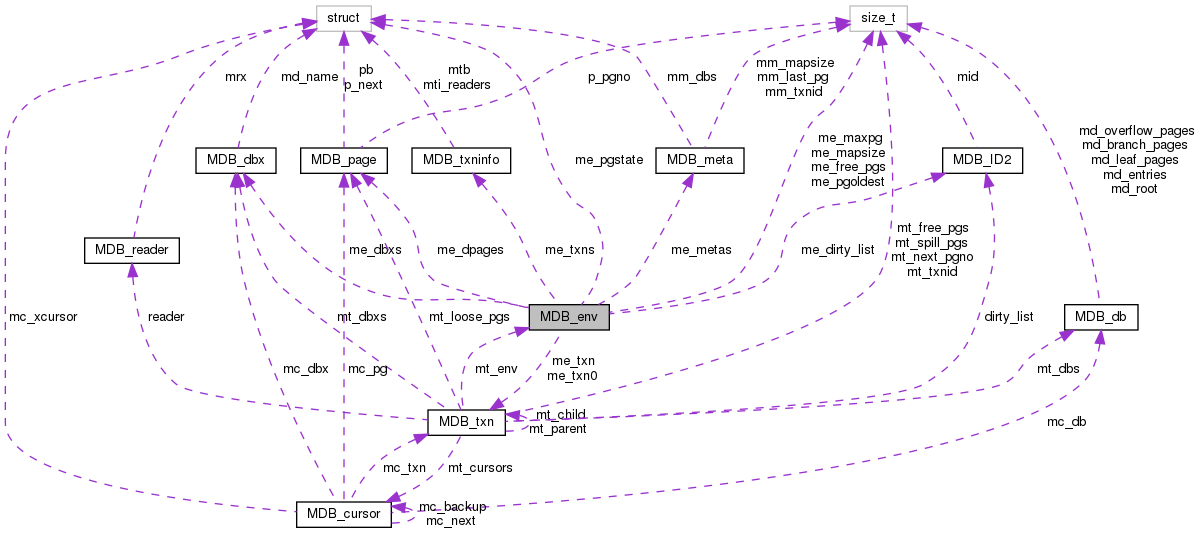 struct
size_t
mrx
md_name
pb
p_next
mtb
mti_readers
p_pgno
mm_dbs
mm_mapsize
mm_last_pg
mm_txnid
mid
md_overflow_pages
md_branch_pages
md_leaf_pages
md_entries
md_root
MDB_dbx
MDB_page
MDB_txninfo
me_pgstate
MDB_meta
me_maxpg
me_mapsize
me_free_pgs
me_pgoldest
MDB_ID2
MDB_reader
me_dbxs
me_dpages
me_txns
me_metas
me_dirty_list
mt_free_pgs
mt_spill_pgs
mt_next_pgno
mt_txnid
mc_xcursor
reader
mt_dbxs
mt_loose_pgs
MDB_env
dirty_list
MDB_db
mc_dbx
mc_pg
mt_env
me_txn
me_txn0
mt_dbs
MDB_txn
mt_child
mt_parent
mc_db
mc_txn
mt_cursors
MDB_cursor
mc_backup
mc_next